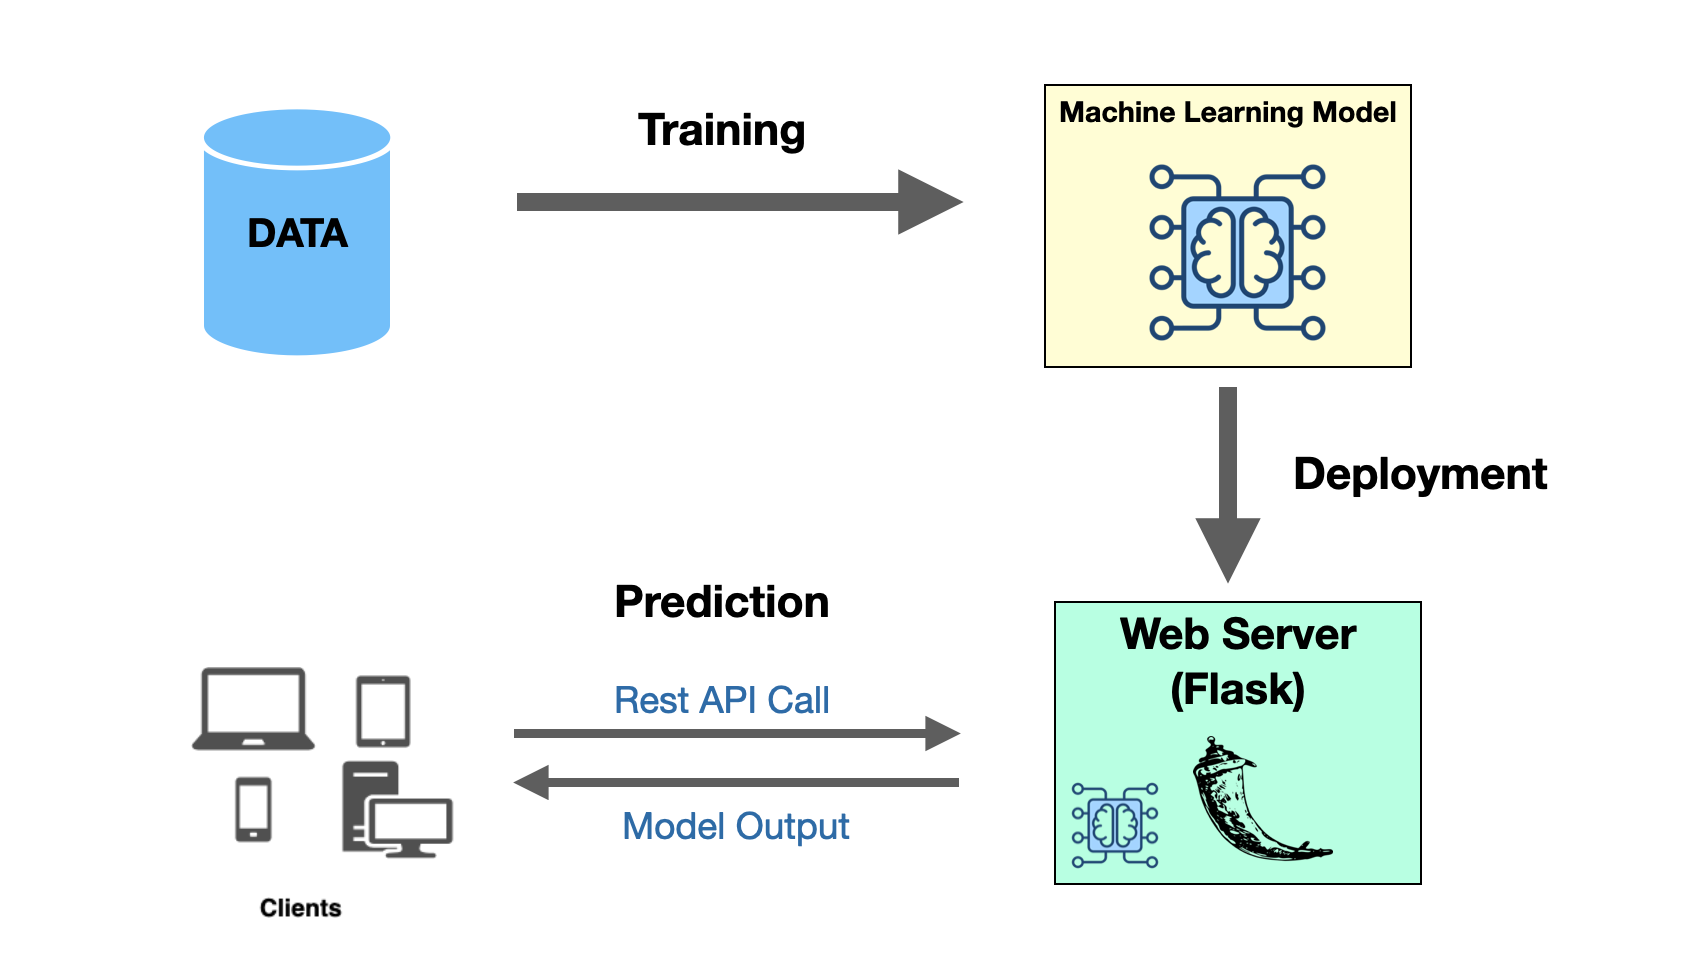 Training
Machine Learning Model
DATA
Deployment
Prediction
Web Server
(Flask)
Rest API Call
Model Output
Clients